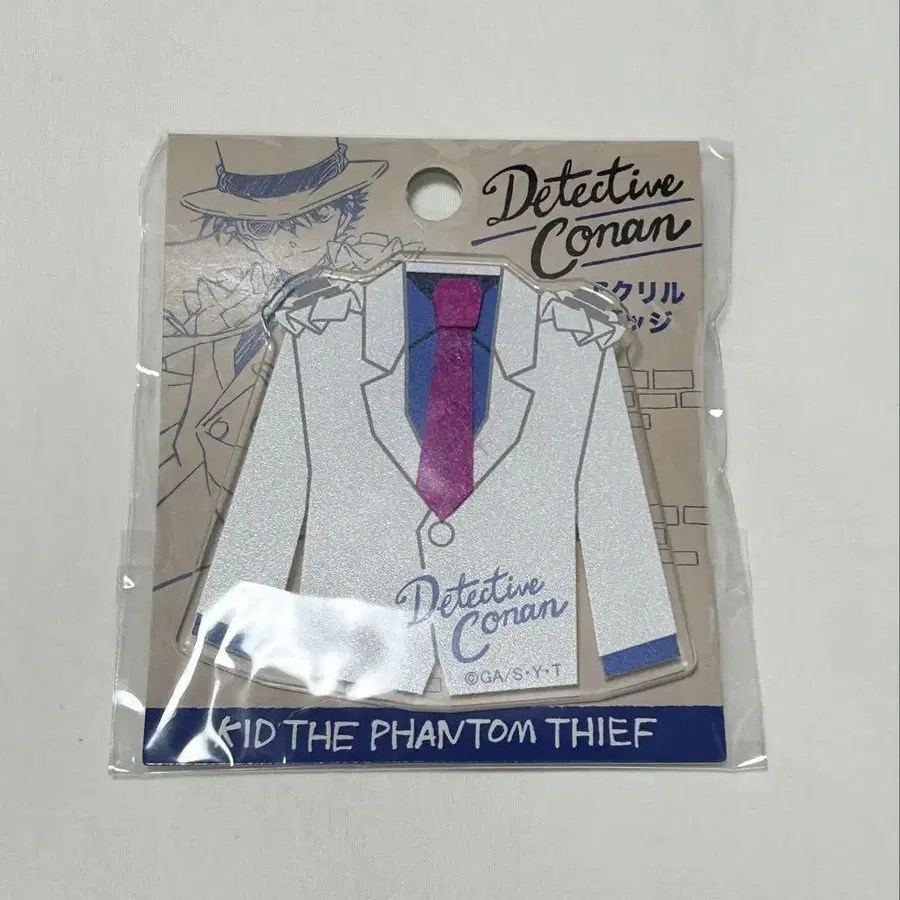 Detective
Conan
クリル
ッジ
Detective
Conan
©GA/S・Y・T
KID THE PHANTOM THIEF